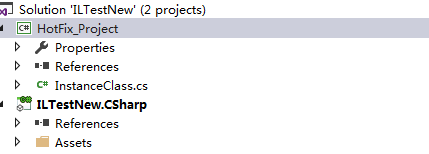 Solution 'ILTestNew' (2 projects)
HotFix_Project
Properties
References
InstanceClass.cs
ILTestNew.CSharp
References
Assets